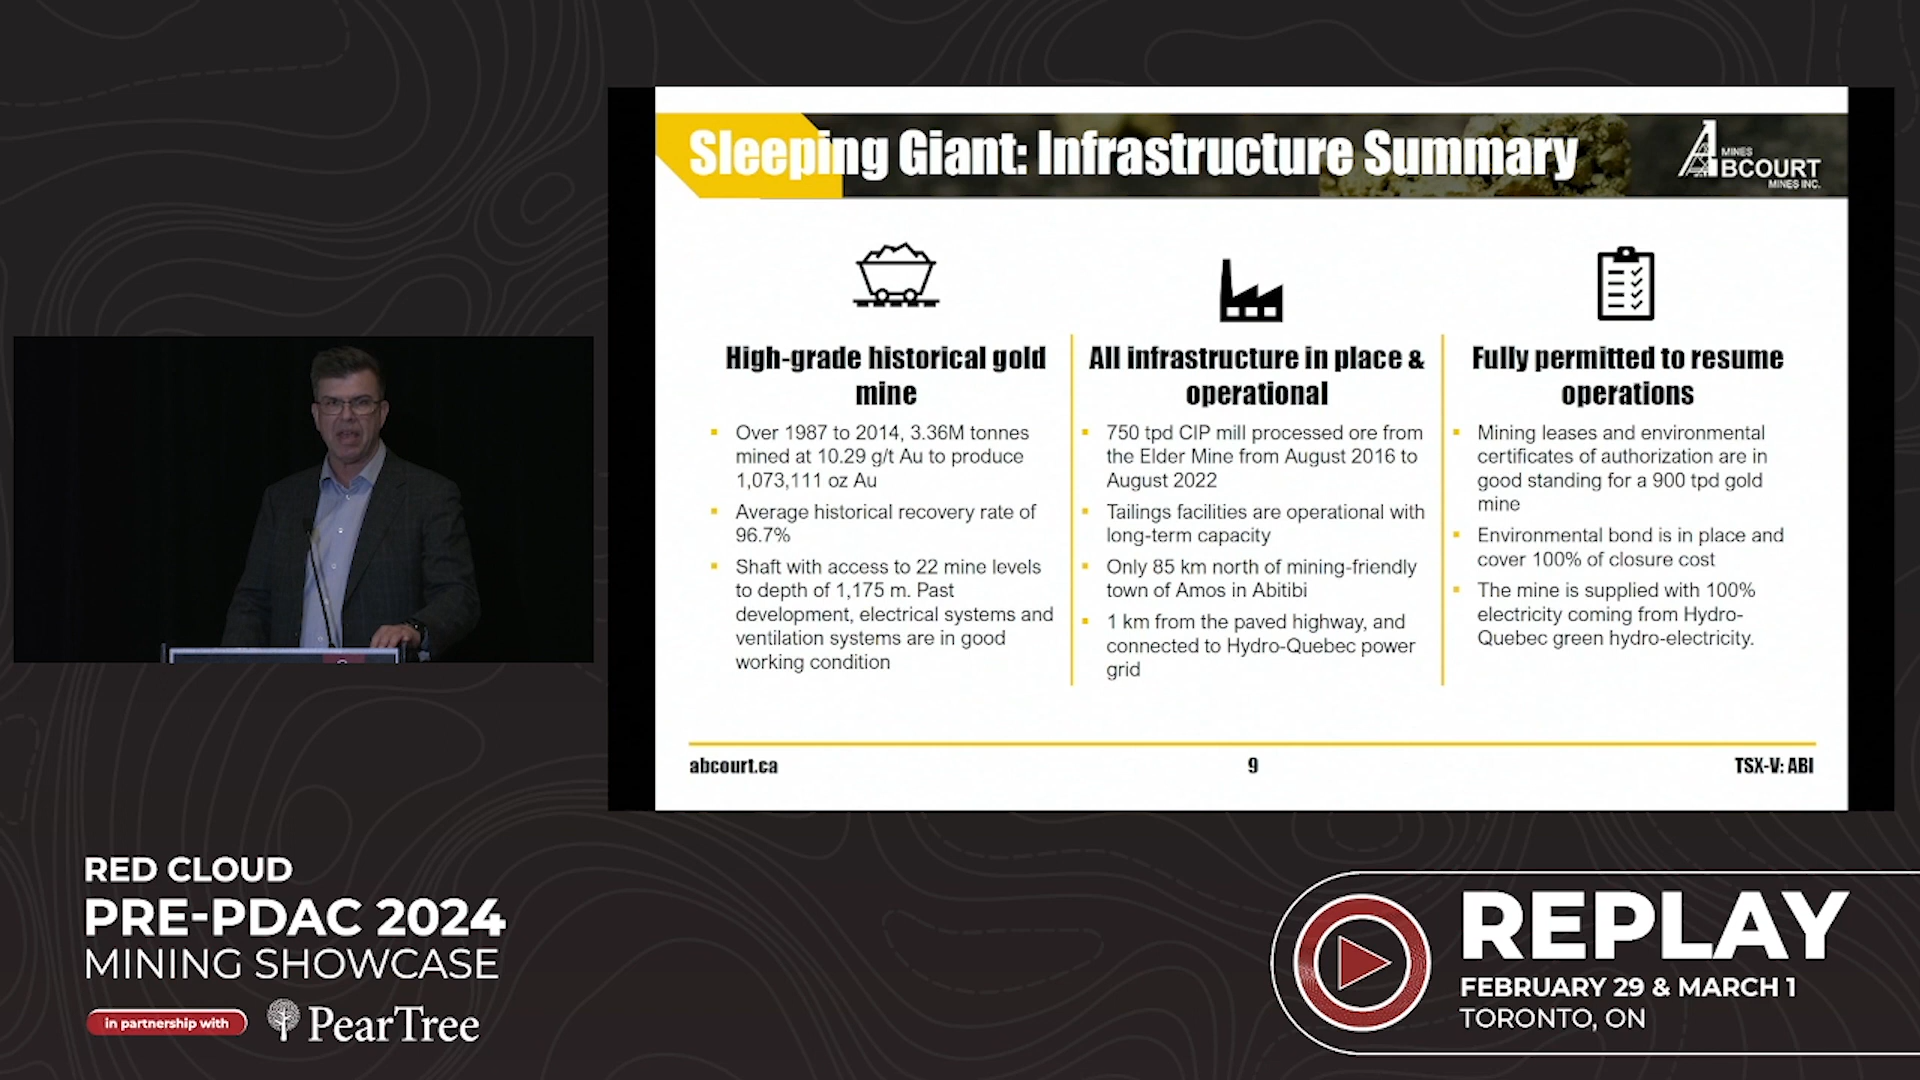 Sleeping Giant: Infrastructure Summary
MINES
ABCOURT
MINES INC.
High-grade historical gold
mine
▪ Over 1987 to 2014, 3.36M tonnes
mined at 10.29 g/t Au to produce
1,073,111 oz Au
▪ Average historical recovery rate of
96.7%
▪ Shaft with access to 22 mine levels
to depth of 1,175 m. Past
development, electrical systems and
ventilation systems are in good
working condition
All infrastructure in place &
operational
▪ 750 tpd CIP mill processed ore from
the Elder Mine from August 2016 to
August 2022
▪ Tailings facilities are operational with
long-term capacity
▪ Only 85 km north of mining-friendly
town of Amos in Abitibi
▪ 1 km from the paved highway, and
connected to Hydro-Quebec power
grid
Fully permitted to resume
operations
▪ Mining leases and environmental
certificates of authorization are in
good standing for a 900 tpd gold
mine
▪ Environmental bond is in place and
cover 100% of closure cost
▪ The mine is supplied with 100%
electricity coming from Hydro-
Quebec green hydro-electricity.
abcourt.ca
9
TSX-V: ABI
RED CLOUD
PRE-PDAC 2024
MINING SHOWCASE
in partnership with
PearTree
REPLAY
FEBRUARY 29 & MARCH 1
TORONTO, ON